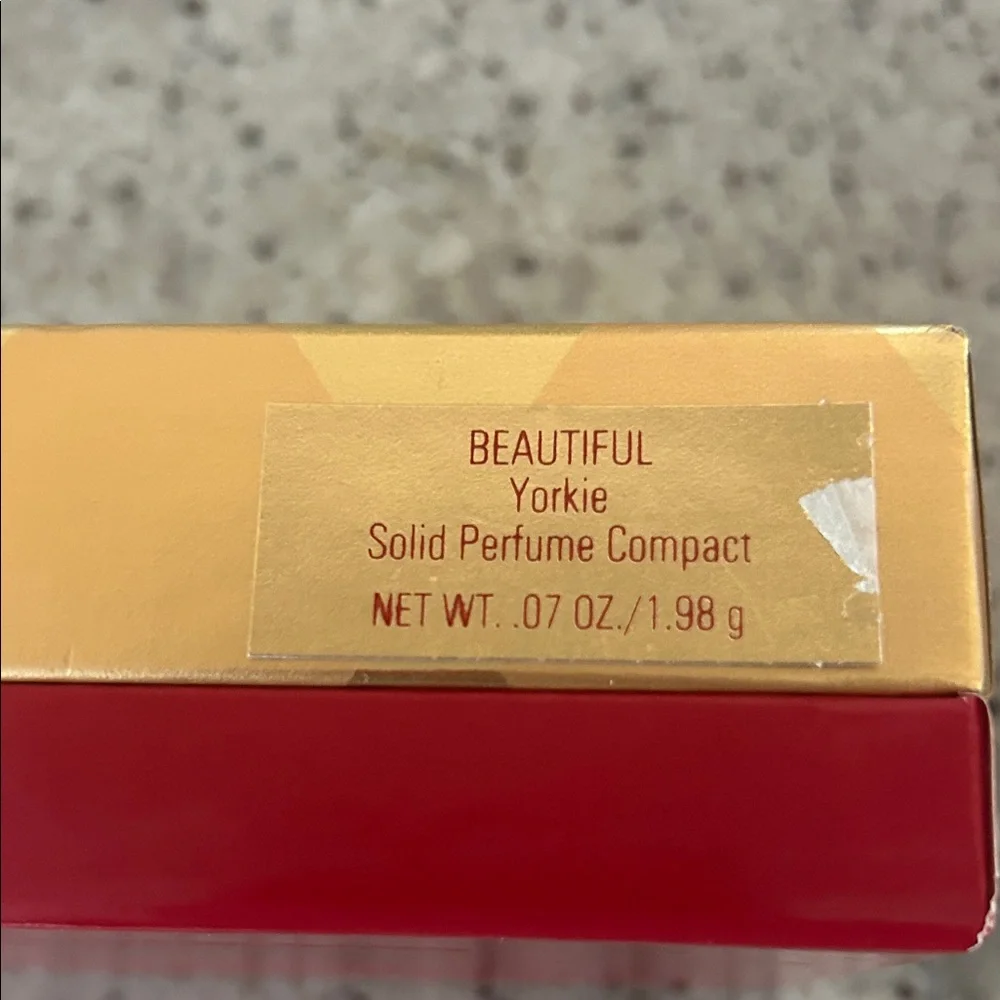 BEAUTIFUL
Yorkie
Solid Perfume Compact
NET WT. .07 OZ./1.98 g